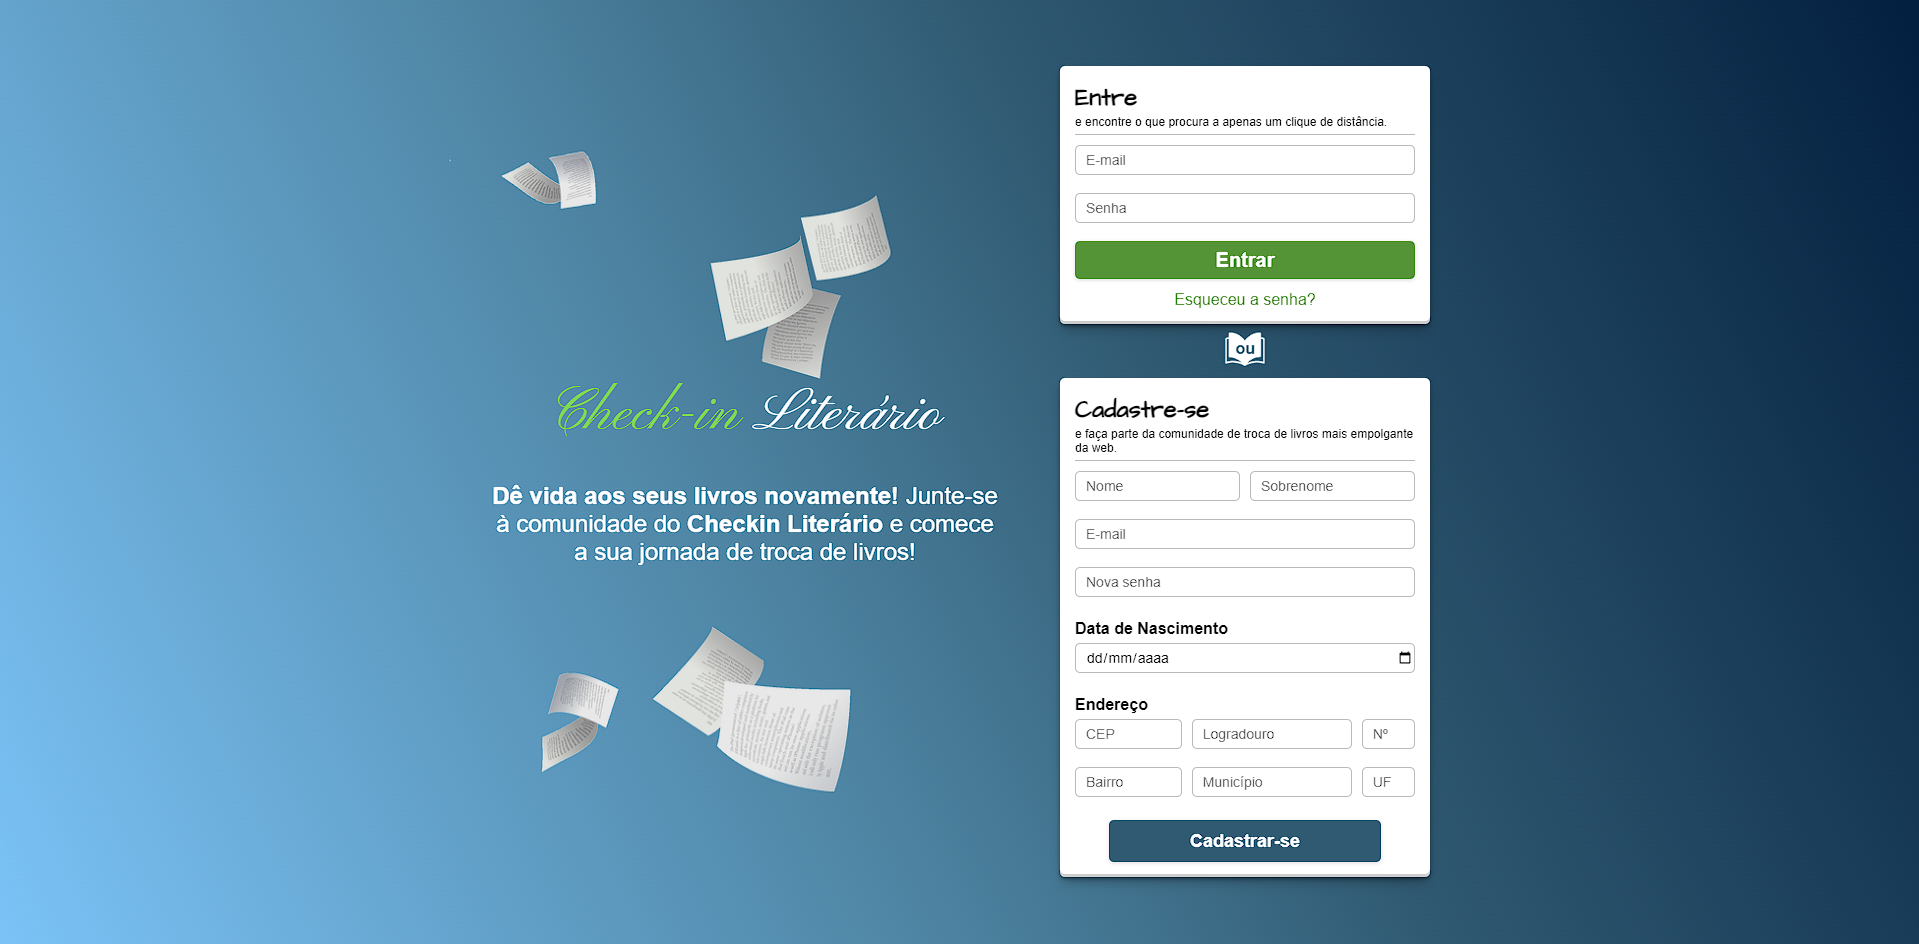 Check-in Literário
Dê vida aos seus livros novamente! Junte-se
à comunidade do Checkin Literário e comece
a sua jornada de troca de livros!
Entre
e encontre o que procura a apenas um clique de distância.
E-mail
Senha
Entrar
Esqueceu a senha?
ou
Cadastre-se
e faça parte da comunidade de troca de livros mais empolgante
da web.
Nome Sobrenome
E-mail
Nova senha
Data de Nascimento
dd/mm/aaaa
Endereço
CEP Logradouro Nº
Bairro Município UF
Cadastrar-se